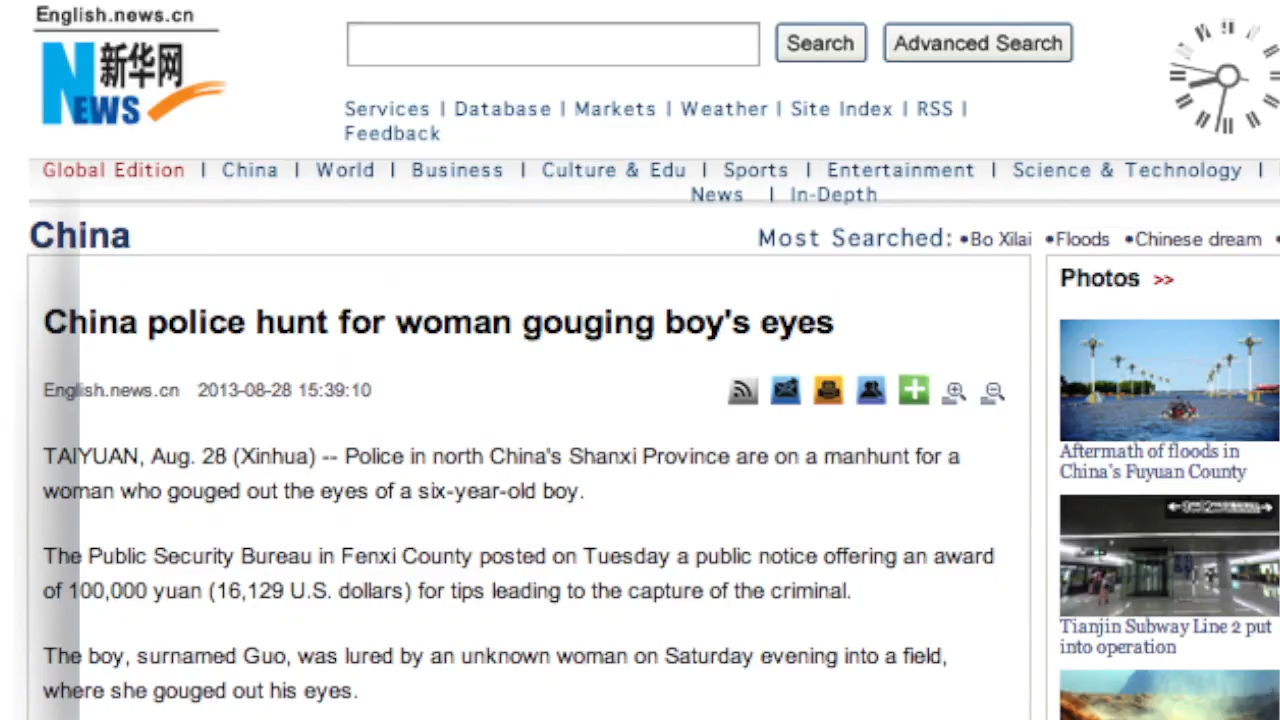 English.news.cn
新华网
NEWS
Search
Advanced Search
Services | Database | Markets | Weather | Site Index | RSS |
Feedback
Global Edition | China | World | Business | Culture & Edu | Sports | Entertainment | Science & Technology |
News | In-Depth
China
Most Searched: •Bo Xilai •Floods •Chinese dream •
China police hunt for woman gouging boy's eyes
English.news.cn 2013-08-28 15:39:10
TAIYUAN, Aug. 28 (Xinhua) -- Police in north China's Shanxi Province are on a manhunt for a
woman who gouged out the eyes of a six-year-old boy.
The Public Security Bureau in Fenxi County posted on Tuesday a public notice offering an award
of 100,000 yuan (16,129 U.S. dollars) for tips leading to the capture of the criminal.
The boy, surnamed Guo, was lured by an unknown woman on Saturday evening into a field,
where she gouged out his eyes.
Photos >>
Aftermath of floods in
China's Fuyuan County
Tianjin Subway Line 2 put
into operation